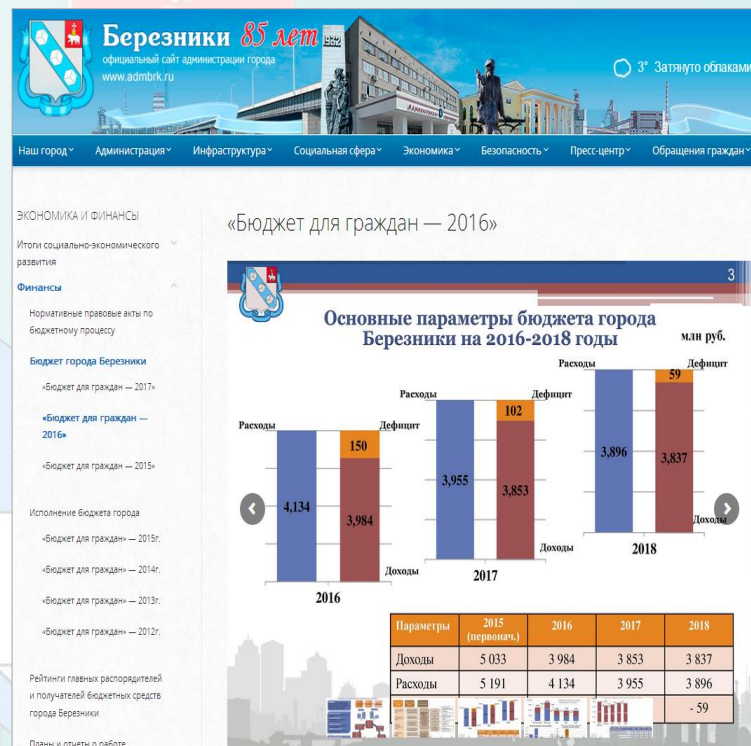 Березники 85 лет 1932
официальный сайт администрации города
www.admbrk.ru
3° Затянуто облаками
Наш город Администрация Инфраструктура Социальная сфера Экономика Безопасность Пресс-центр Обращения граждан
ЭКОНОМИКА И ФИНАНСЫ
Итоги социально-экономического
развития
Финансы
Нормативные правовые акты по
бюджетному процессу
Бюджет города Березники
«Бюджет для граждан — 2017»
«Бюджет для граждан —
2016»
«Бюджет для граждан — 2015»
Исполнение бюджета города
«Бюджет для граждан» — 2015г.
«Бюджет для граждан» — 2014г.
«Бюджет для граждан» — 2013г.
«Бюджет для граждан» — 2012г.
Рейтинги главных распорядителей
и получателей бюджетных средств
города Березники
Планы и отчеты о работе
«Бюджет для граждан — 2016»
3
Основные параметры бюджета города
Березники на 2016-2018 годы
млн руб.
Расходы Дефицит
150
4,134
3,984
Доходы
2016
Расходы Дефицит
102
3,955
3,853
Доходы
2017
Расходы Дефицит
59
3,896
3,837
Доходы
2018
Параметры 2015 (первонач.) 2016 2017 2018
Доходы 5 033 3 984 3 853 3 837
Расходы 5 191 4 134 3 955 3 896
- 59